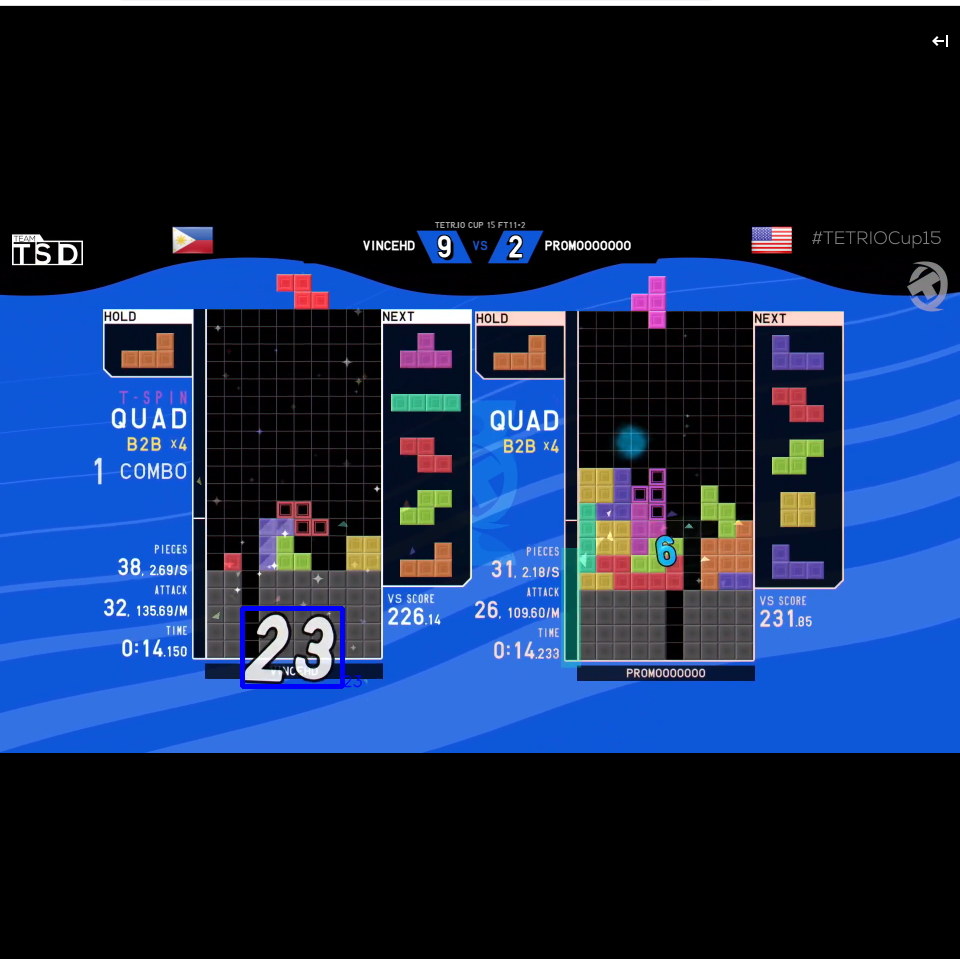 TETR.IO CUP 15 FT11•2
TEAM
TSD
VINCEHD
9
VS
2
PROMOOOOOOO
#TETRIOCup15
HOLD
NEXT
T-SPIN
QUAD
B2B ×4
1 COMBO
PIECES
38, 2.69/S
ATTACK
32, 135.69/M
TIME
0:14.150
VS SCORE
226.14
23
23
HOLD
NEXT
QUAD
B2B ×4
PIECES
31, 2.18/S
ATTACK
26, 109.60/M
TIME
0:14.233
VS SCORE
231.85
6
PROMOOOOOOO